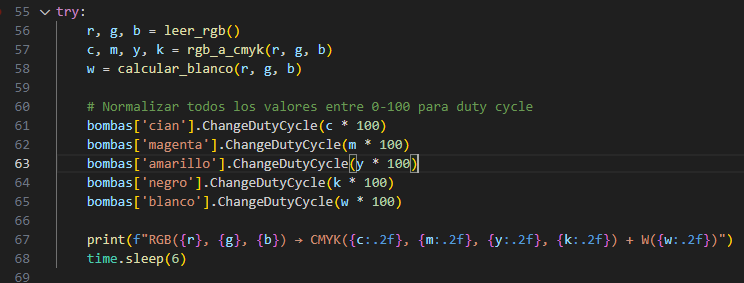 55 try:
56 r, g, b = leer_rgb()
57 c, m, y, k = rgb_a_cmyk(r, g, b)
58 w = calcular_blanco(r, g, b)
59
60 # Normalizar todos los valores entre 0-100 para duty cycle
61 bombas['cian'].ChangeDutyCycle(c * 100)
62 bombas['magenta'].ChangeDutyCycle(m * 100)
63 bombas['amarillo'].ChangeDutyCycle(y * 100)
64 bombas['negro'].ChangeDutyCycle(k * 100)
65 bombas['blanco'].ChangeDutyCycle(w * 100)
66
67 print(f"RGB({r}, {g}, {b}) → CMYK({c:.2f}, {m:.2f}, {y:.2f}, {k:.2f}) + W({w:.2f})")
68 time.sleep(6)
69